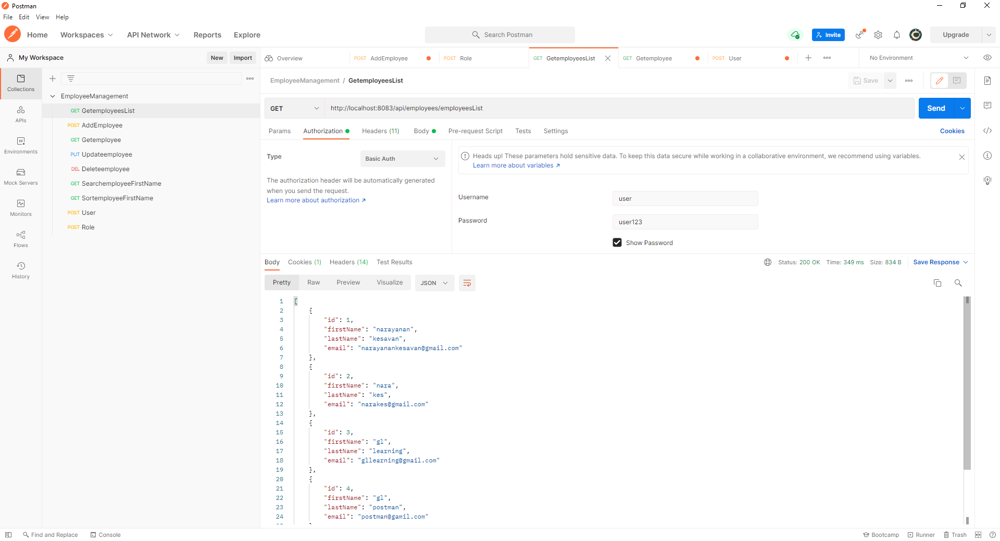 Postman
File Edit View Help
Home Workspaces API Network Reports Explore Search Postman Invite Upgrade
My Workspace New Import
Overview POST AddEmployee POST Role GET GetemployeesList GET Getemployee POST User No Environment
Collections
APIs
Environments
Mock Servers
Monitors
Flows
History
EmployeeManagement
GET GetemployeesList
POST AddEmployee
GET Getemployee
PUT Updateemployee
DEL Deleteemployee
GET SearchemployeeFirstName
GET SortemployeeFirstName
POST User
POST Role
EmployeeManagement / GetemployeesList Save
GET http://localhost:8083/api/employees/employeesList Send
Params Authorization Headers (11) Body Pre-request Script Tests Settings Cookies
Type Basic Auth
The authorization header will be automatically generated
when you send the request.
Learn more about authorization
Heads up! These parameters hold sensitive data. To keep this data secure while working in a collaborative environment, we recommend using variables.
Learn more about variables
Username user
Password user123
Show Password
Body Cookies (1) Headers (14) Test Results Status: 200 OK Time: 349 ms Size: 834 B Save Response
Pretty Raw Preview Visualize JSON
1 [
2 {
3 "id": 1,
4 "firstName": "narayanan",
5 "lastName": "kesavan",
6 "email": "narayanankesavan@gmail.com"
7 },
8 {
9 "id": 2,
10 "firstName": "nara",
11 "lastName": "kes",
12 "email": "narakes@gmail.com"
13 },
14 {
15 "id": 3,
16 "firstName": "gl",
17 "lastName": "learning",
18 "email": "gllearning@gmail.com"
19 },
20 {
21 "id": 4,
22 "firstName": "gl",
23 "lastName": "postman",
24 "email": "postman@gamil.com"
Find and Replace Console Bootcamp Runner Trash